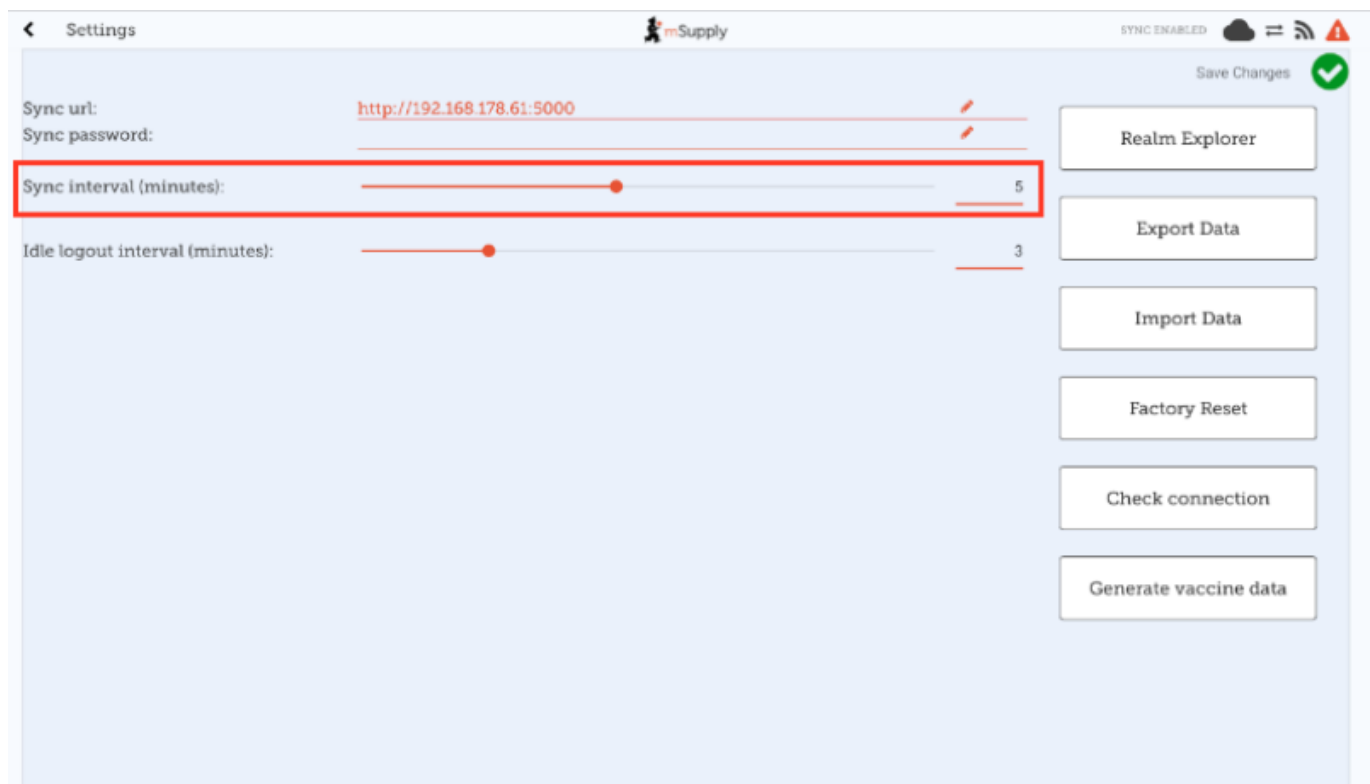 Settings
mSupply
SYNC ENABLED
Save Changes
Sync url:
http://192.168.178.61:5000
Sync password:
Sync interval (minutes):
5
Idle logout interval (minutes):
3
Realm Explorer
Export Data
Import Data
Factory Reset
Check connection
Generate vaccine data